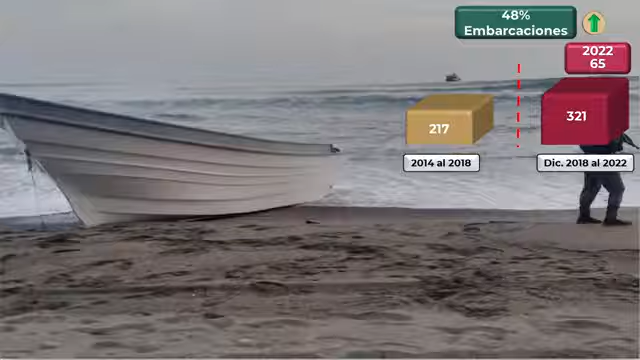 48%
Embarcaciones
2022
65
217
321
2014 al 2018
Dic. 2018 al 2022